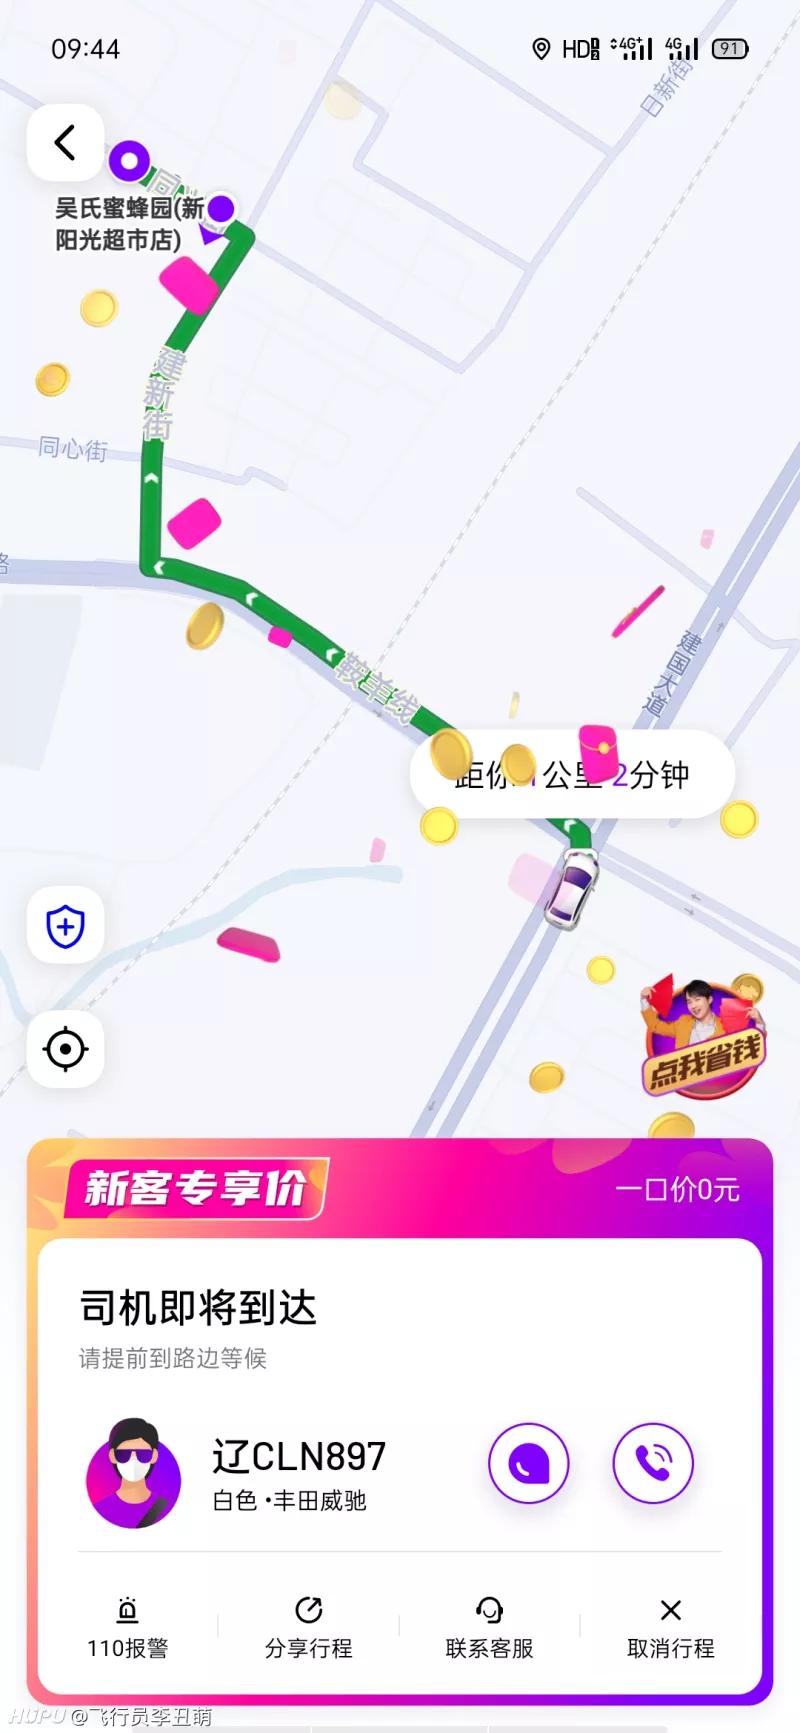 09:44
HD
4G+
4G
91
日新街
吴氏蜜蜂园(新
阳光超市店)
建新街
同心街
鞍羊线
建国大道
距你1公里 2分钟
点我省钱
新客专享价
一口价0元
司机即将到达
请提前到路边等候
辽CLN897
白色·丰田威驰
110报警
分享行程
联系客服
取消行程
HUPU @飞行员李丑萌